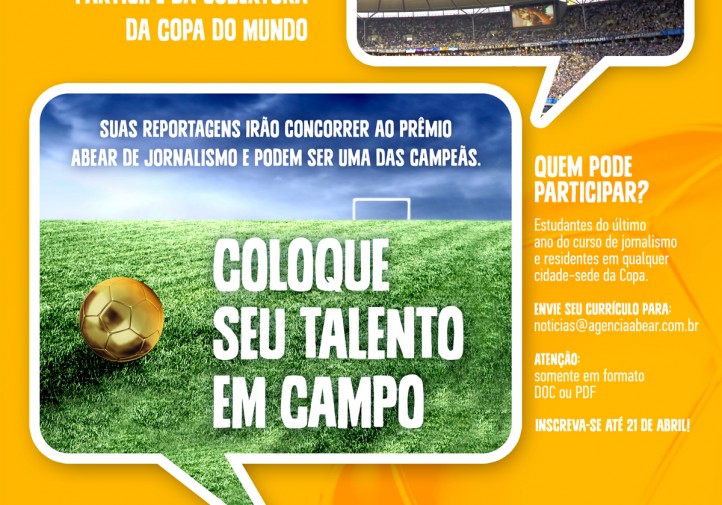 PARTICIPE DA COBERTURA
DA COPA DO MUNDO
SUAS REPORTAGENS IRÃO CONCORRER AO PRÊMIO
ABEAR DE JORNALISMO E PODEM SER UMA DAS CAMPEÃS.
COLOQUE
SEU TALENTO
EM CAMPO
QUEM PODE
PARTICIPAR?
Estudantes do último
ano do curso de jornalismo
e residentes em qualquer
cidade-sede da Copa.
ENVIE SEU CURRÍCULO PARA:
noticias@agenciaabear.com.br
ATENÇÃO:
somente em formato
DOC ou PDF
INSCREVA-SE ATÉ 21 DE ABRIL!